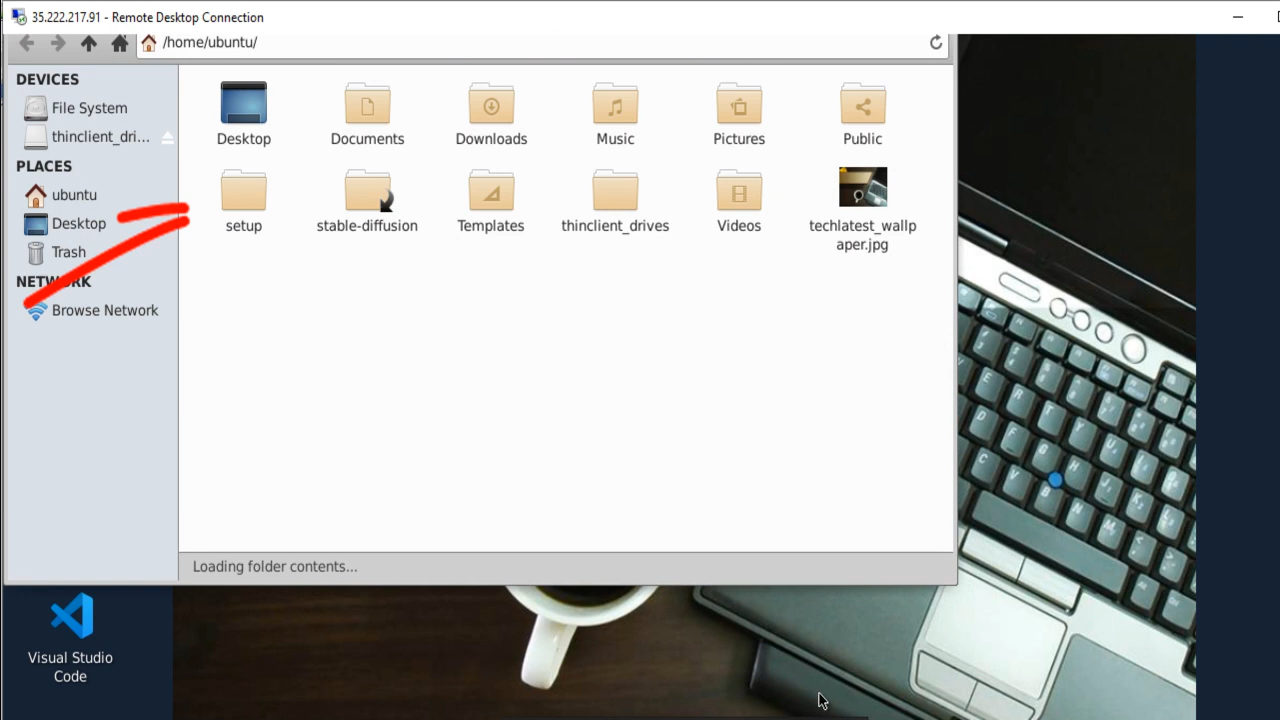 35.222.217.91 - Remote Desktop Connection
/home/ubuntu/
DEVICES
File System
thinclient_dri...
PLACES
ubuntu
Desktop
Trash
NETWORK
Browse Network
Desktop
Documents
Downloads
Music
Pictures
Public
setup
stable-diffusion
Templates
thinclient_drives
Videos
techlatest_wallp
aper.jpg
Loading folder contents...
Visual Studio
Code